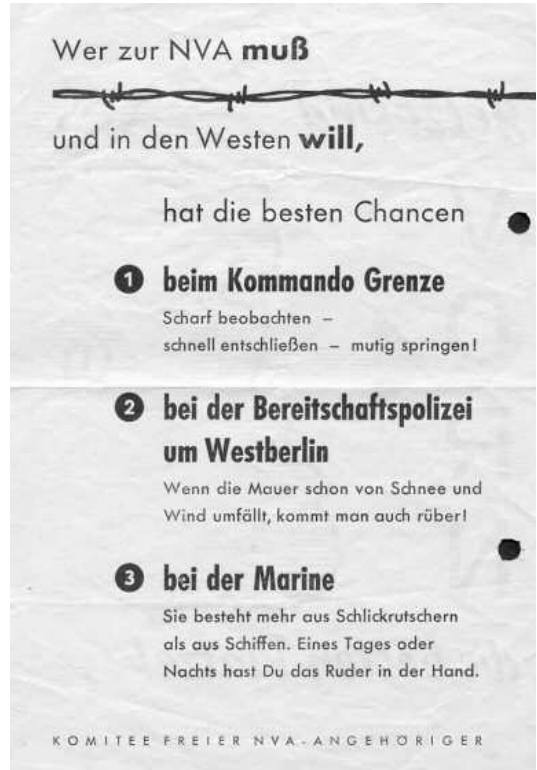 Wer zur NVA muß
und in den Westen will,
hat die besten Chancen
1 beim Kommando Grenze
Scharf beobachten –
schnell entschließen – mutig springen!
2 bei der Bereitschaftspolizei
um Westberlin
Wenn die Mauer schon von Schnee und
Wind umfällt, kommt man auch rüber!
3 bei der Marine
Sie besteht mehr aus Schlickrutschern
als aus Schiffen. Eines Tages oder
Nachts hast Du das Ruder in der Hand.
KOMITEE FREIER NVA-ANGEHÖRIGER